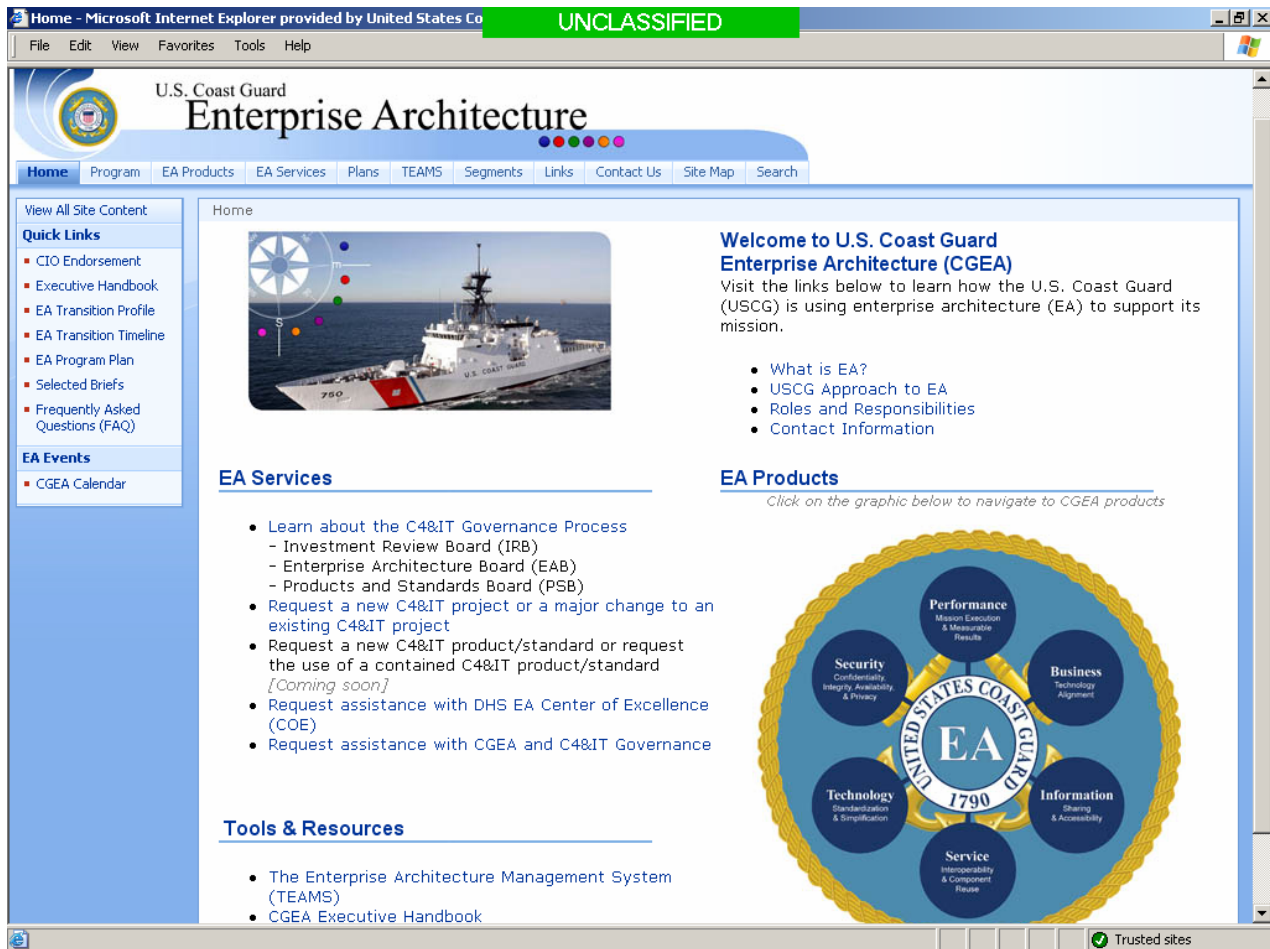 Home - Microsoft Internet Explorer provided by United States Co
UNCLASSIFIED
File Edit View Favorites Tools Help
U.S. Coast Guard
Enterprise Architecture
Home Program EA Products EA Services Plans TEAMS Segments Links Contact Us Site Map Search
View All Site Content
Quick Links
CIO Endorsement
Executive Handbook
EA Transition Profile
EA Transition Timeline
EA Program Plan
Selected Briefs
Frequently Asked
Questions (FAQ)
EA Events
CGEA Calendar
Home
E
S
U.S. COAST GUARD
750
Welcome to U.S. Coast Guard
Enterprise Architecture (CGEA)
Visit the links below to learn how the U.S. Coast Guard
(USCG) is using enterprise architecture (EA) to support its
mission.
• What is EA?
• USCG Approach to EA
• Roles and Responsibilities
• Contact Information
EA Services
• Learn about the C4&IT Governance Process
- Investment Review Board (IRB)
- Enterprise Architecture Board (EAB)
- Products and Standards Board (PSB)
• Request a new C4&IT project or a major change to an
existing C4&IT project
• Request a new C4&IT product/standard or request
the use of a contained C4&IT product/standard
[Coming soon]
• Request assistance with DHS EA Center of Excellence
(COE)
• Request assistance with CGEA and C4&IT Governance
Tools & Resources
• The Enterprise Architecture Management System
(TEAMS)
• CGEA Executive Handbook
EA Products
Click on the graphic below to navigate to CGEA products
Performance
Mission Execution
& Measurable
Results
Security
Confidentiality,
Integrity, Availability,
& Privacy
Business
Technology
Alignment
UNITED STATES COAST GUARD
EA
1790
Technology
Standardization
& Simplification
Information
Sharing
& Accessibility
Service
Interoperability
& Component
Reuse
Trusted sites